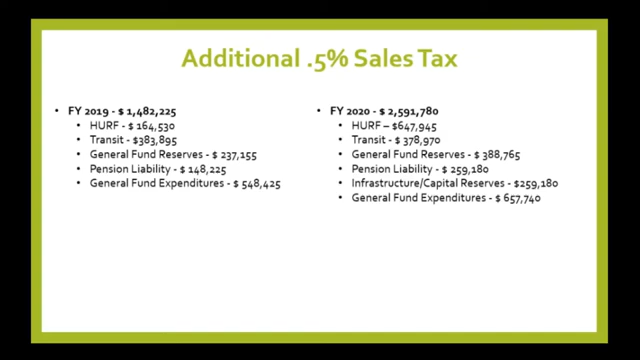 Additional .5% Sales Tax
• FY 2019 - $ 1,482,225
• HURF - $ 164,530
• Transit - $383,895
• General Fund Reserves - $ 237,155
• Pension Liability - $ 148,225
• General Fund Expenditures - $ 548,425
• FY 2020 - $ 2,591,780
• HURF – $647,945
• Transit - $ 378,970
• General Fund Reserves - $ 388,765
• Pension Liability - $ 259,180
• Infrastructure/Capital Reserves - $259,180
• General Fund Expenditures - $ 657,740